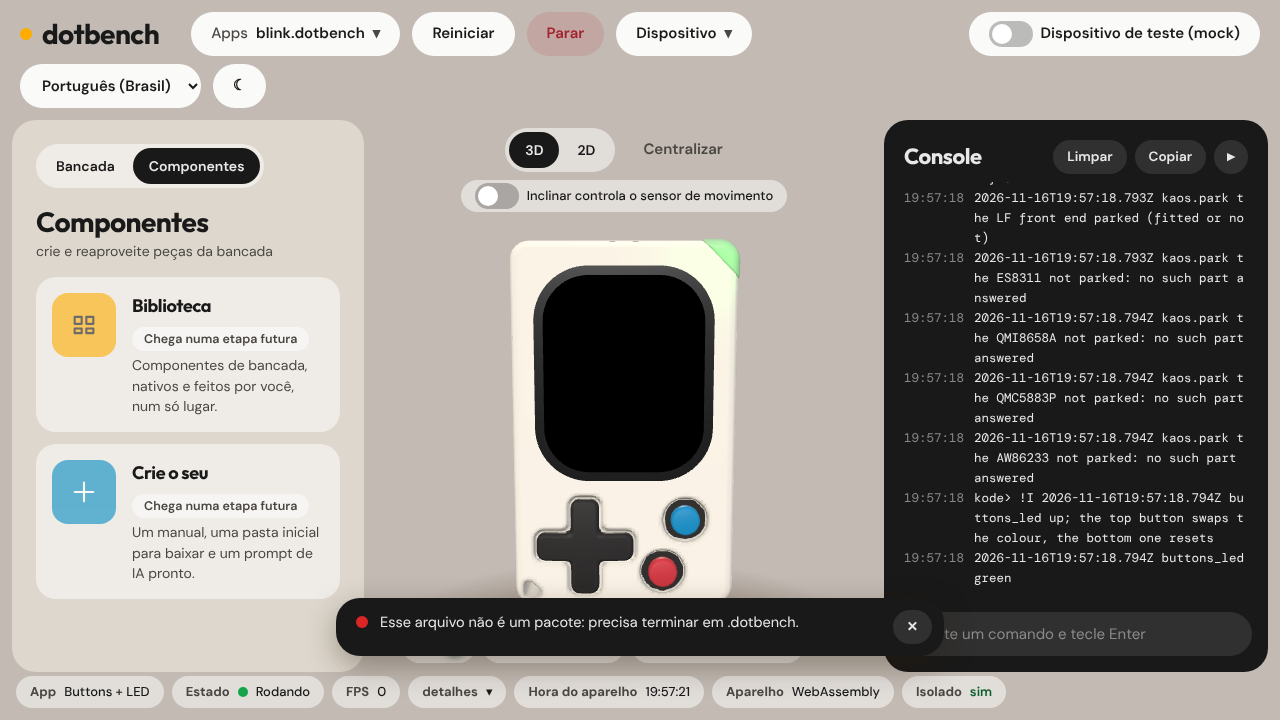 dotbench
Apps blink.dotbench ▾
Reiniciar
Parar
Dispositivo ▾
Dispositivo de teste (mock)
Português (Brasil)
Bancada
Componentes
Componentes
crie e reaproveite peças da bancada
Biblioteca
Chega numa etapa futura
Componentes de bancada,
nativos e feitos por você,
num só lugar.
Crie o seu
Chega numa etapa futura
Um manual, uma pasta inicial
para baixar e um prompt de
IA pronto.
3D
2D
Centralizar
Inclinar controla o sensor de movimento
Console
Limpar
Copiar
19:57:18 2026-11-16T19:57:18.793Z kaos.park t
he LF front end parked (fitted or no
t)
19:57:18 2026-11-16T19:57:18.793Z kaos.park t
he ES8311 not parked: no such part a
nswered
19:57:18 2026-11-16T19:57:18.794Z kaos.park t
he QMI8658A not parked: no such part
answered
19:57:18 2026-11-16T19:57:18.794Z kaos.park t
he QMC5883P not parked: no such part
answered
19:57:18 2026-11-16T19:57:18.794Z kaos.park t
he AW86233 not parked: no such part
answered
19:57:18 kode> !I 2026-11-16T19:57:18.794Z bu
ttons_led up; the top button swaps t
he colour, the bottom one resets
19:57:18 2026-11-16T19:57:18.794Z buttons_led
green
te um comando e tecle Enter
Esse arquivo não é um pacote: precisa terminar em .dotbench.
×
App Buttons + LED
Estado Rodando
FPS 0
detalhes ▾
Hora do aparelho 19:57:21
Aparelho WebAssembly
Isolado sim